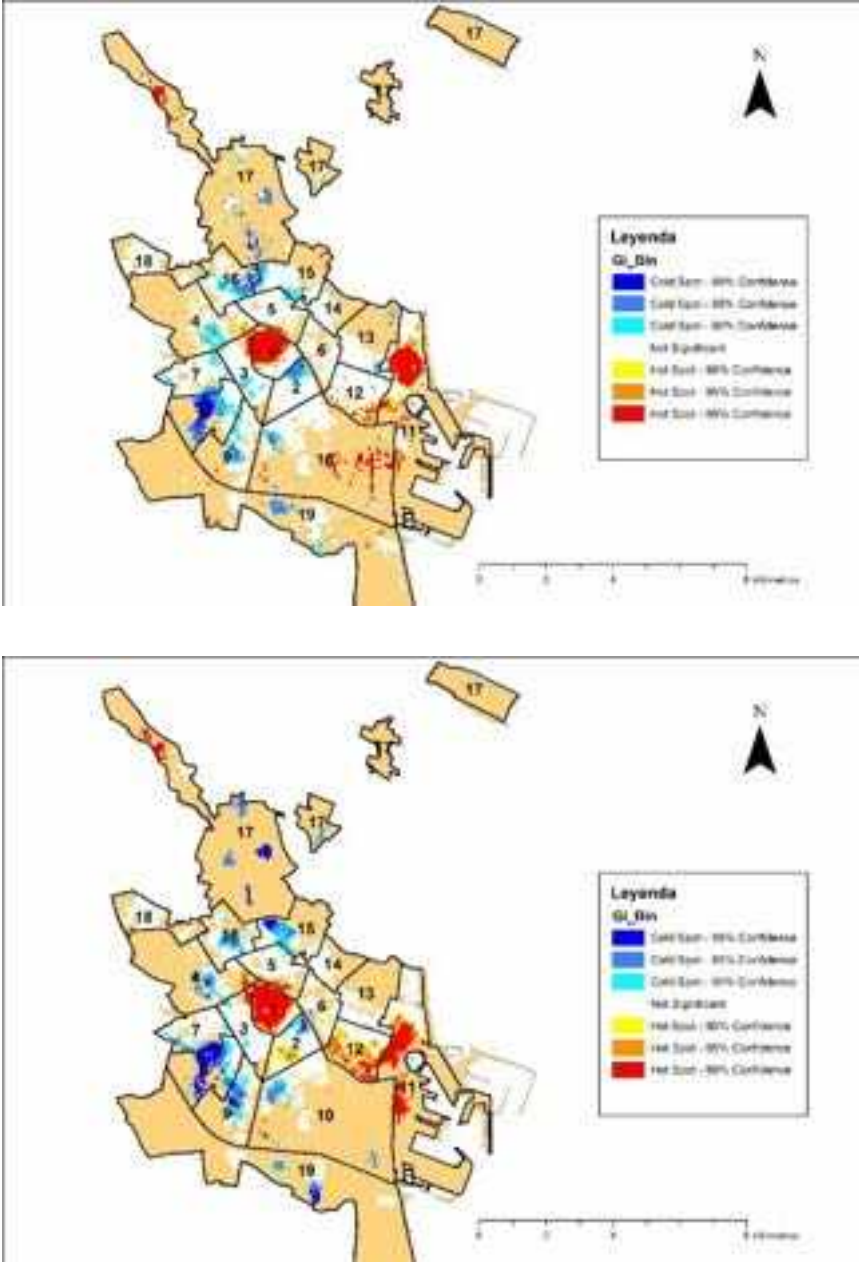 17
N
17
17
18
16
15
5
14
4
13
6
7
3
2
12
11
9
10
19
Leyenda
Gi_Bin
Cold Spot - 99% Confidence
Cold Spot - 95% Confidence
Cold Spot - 90% Confidence
Not Significant
Hot Spot - 90% Confidence
Hot Spot - 95% Confidence
Hot Spot - 99% Confidence
17
N
17
17
18
16
15
5
14
4
13
6
7
3
2
12
11
9
10
19
Leyenda
Gi_Bin
Cold Spot - 99% Confidence
Cold Spot - 95% Confidence
Cold Spot - 90% Confidence
Not Significant
Hot Spot - 90% Confidence
Hot Spot - 95% Confidence
Hot Spot - 99% Confidence